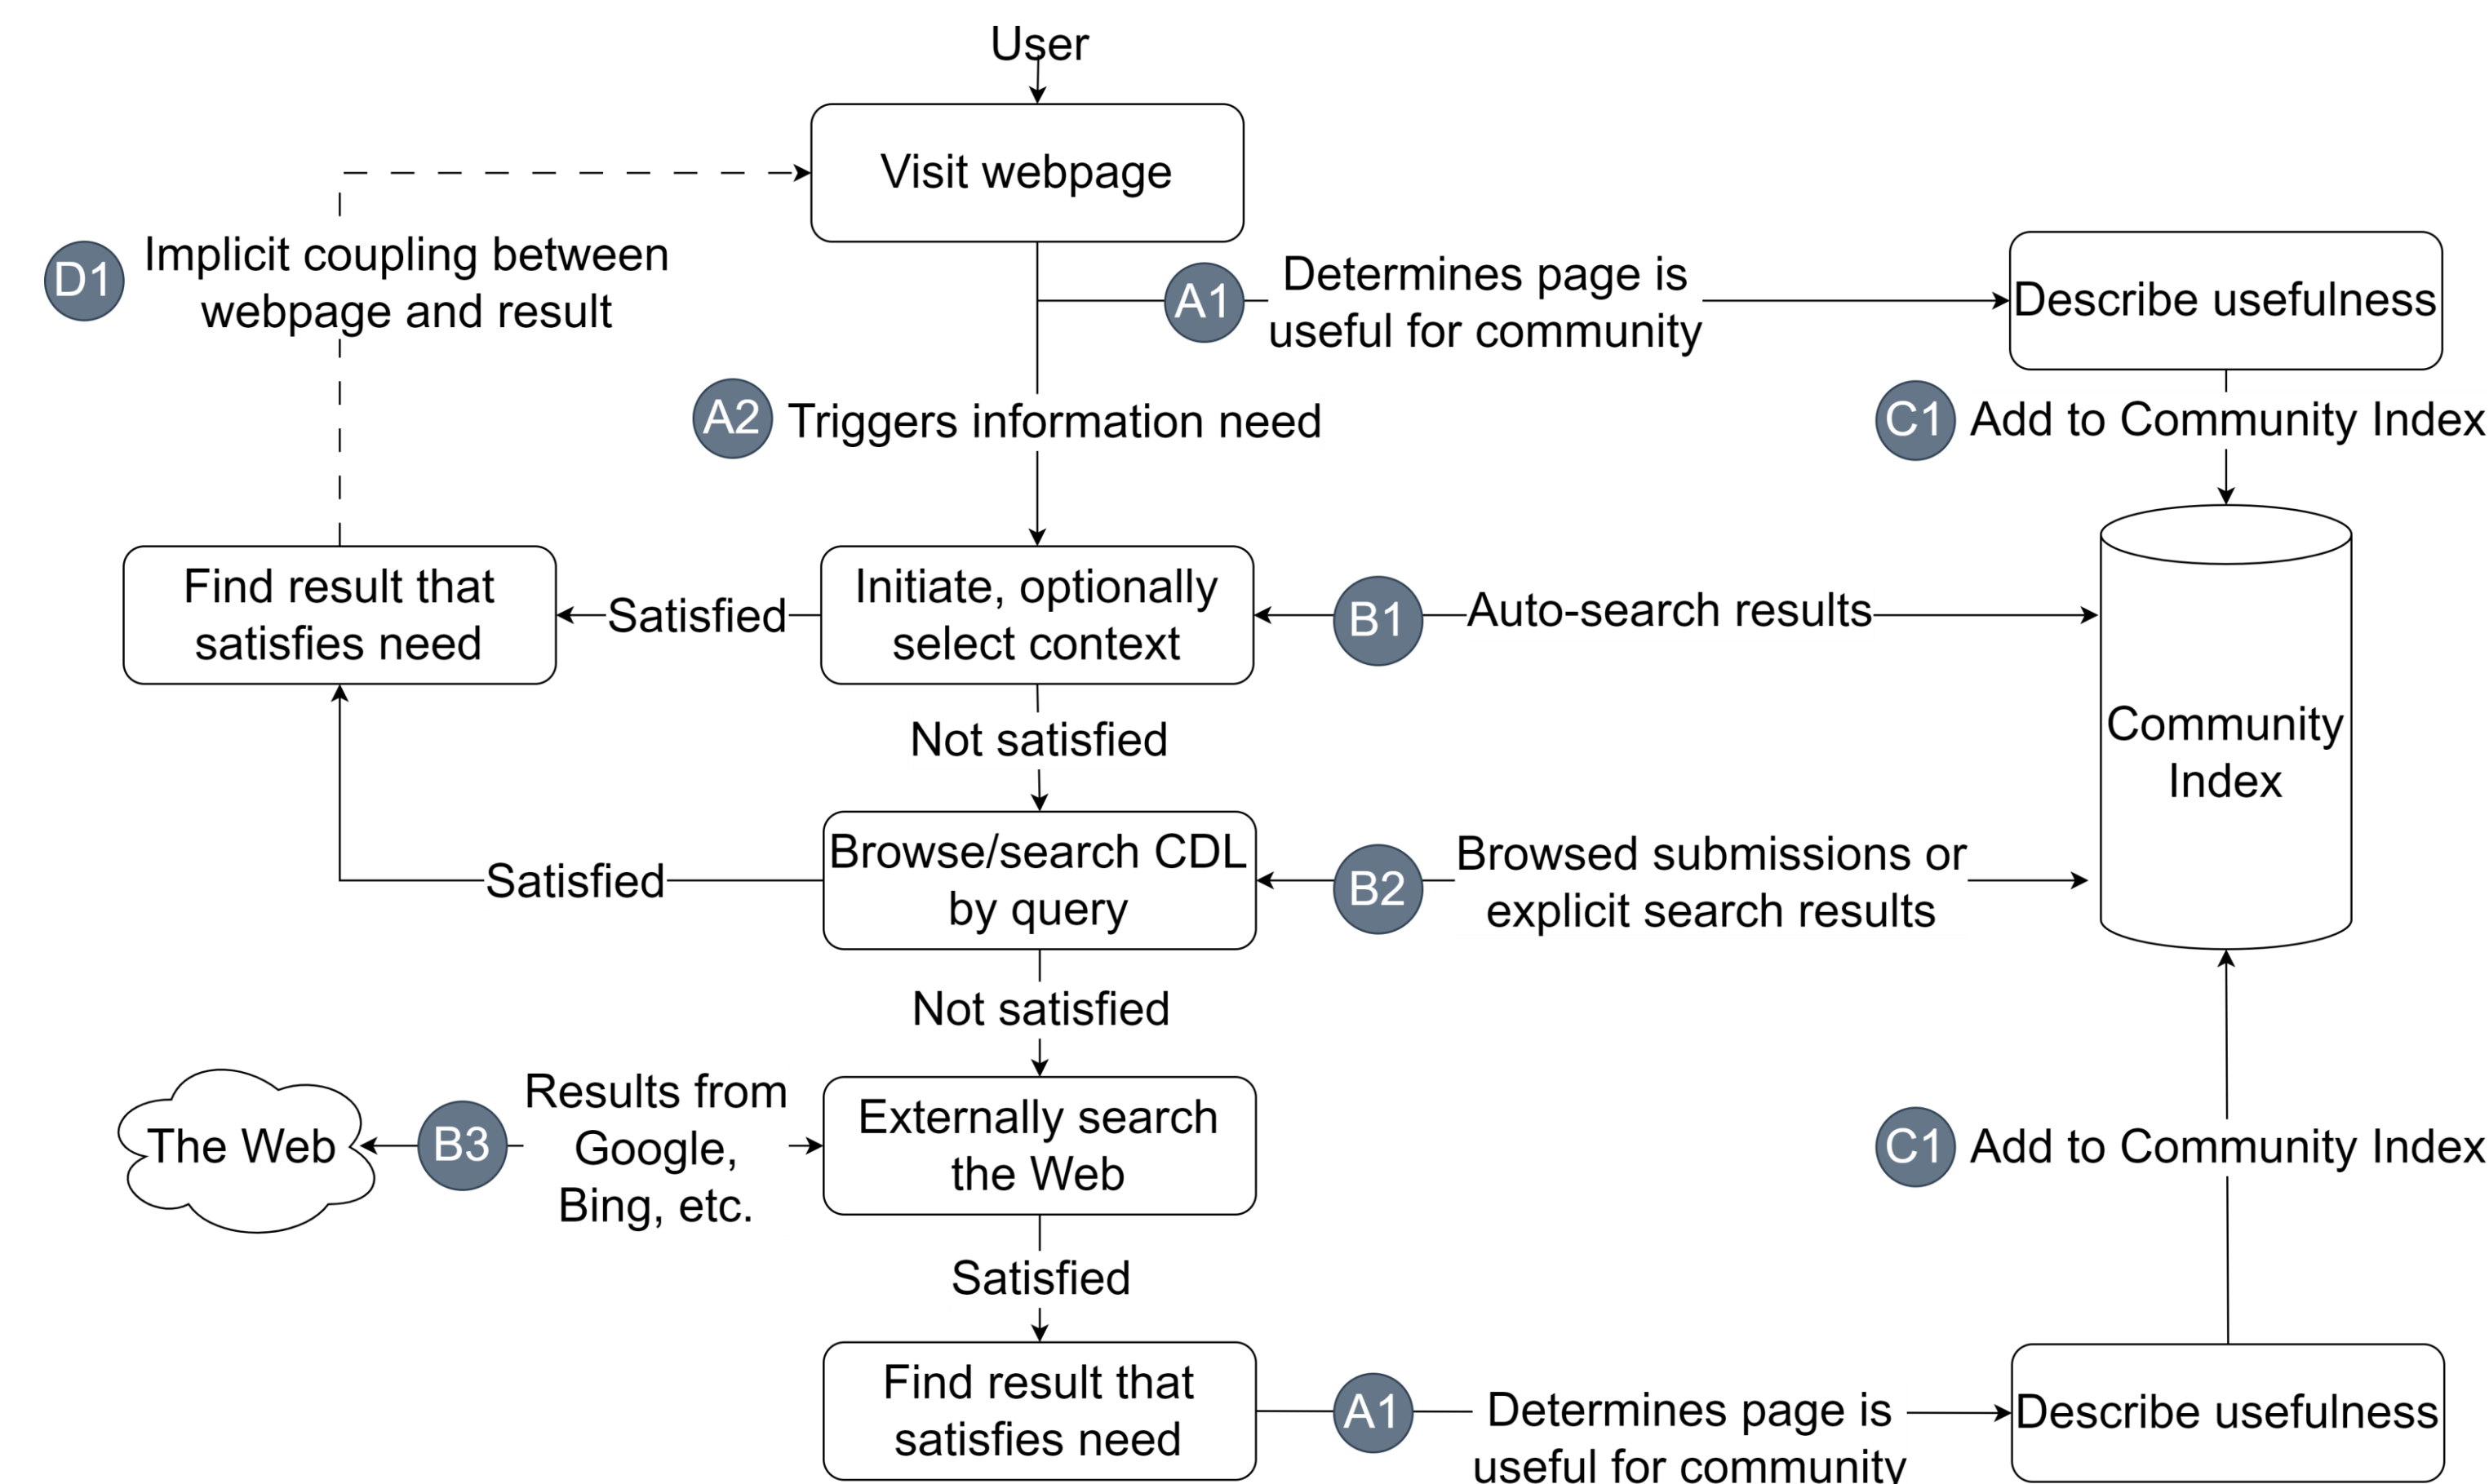 User
Visit webpage
D1
Implicit coupling between
webpage and result
A1
Determines page is
useful for community
Describe usefulness
A2
Triggers information need
C1
Add to Community Index
Find result that
satisfies need
Satisfied
Initiate, optionally
select context
B1
Auto-search results
Community
Index
Not satisfied
Satisfied
Browse/search CDL
by query
B2
Browsed submissions or
explicit search results
Not satisfied
The Web
B3
Results from
Google,
Bing, etc.
Externally search
the Web
C1
Add to Community Index
Satisfied
Find result that
satisfies need
A1
Determines page is
useful for community
Describe usefulness